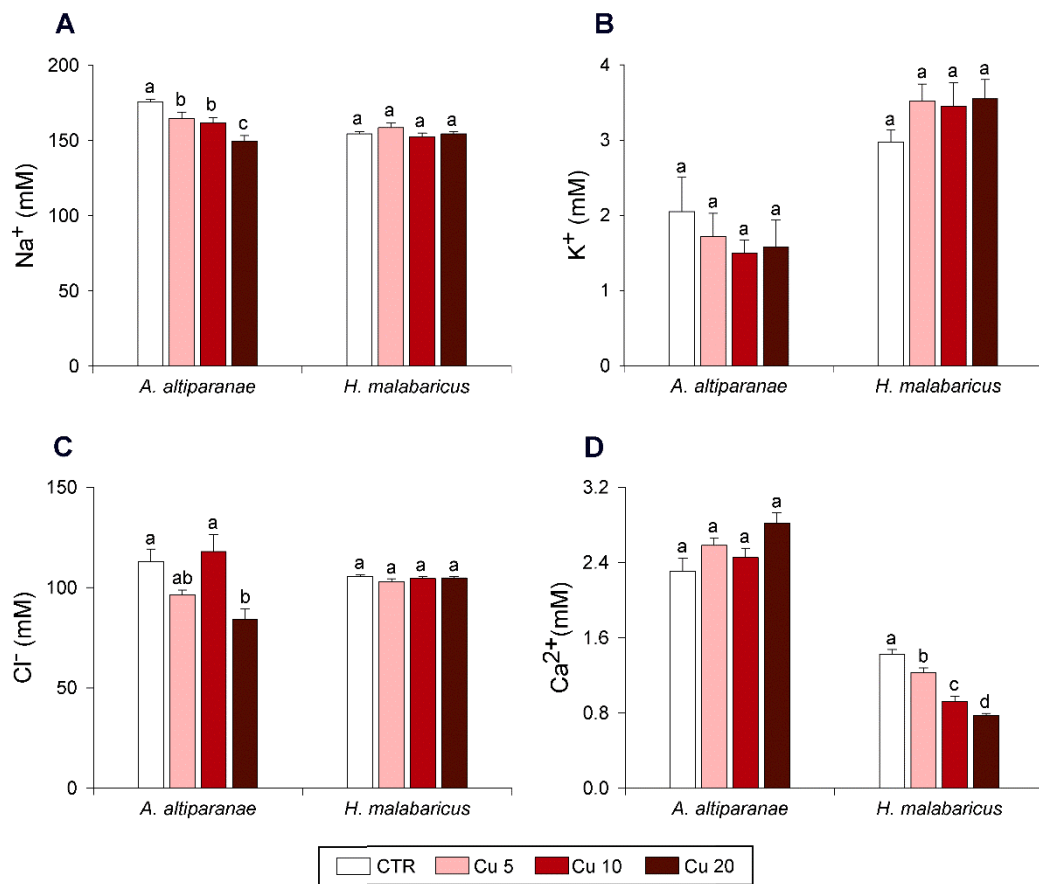 A
Na⁺ (mM)
200
150
100
50
0
a b b c a a a a
A. altiparanae H. malabaricus
B
K⁺ (mM)
4
3
2
1
0
a a a a a a a a
A. altiparanae H. malabaricus
C
Cl⁻ (mM)
150
100
50
0
a ab a b a a a a
A. altiparanae H. malabaricus
D
Ca²⁺(mM)
3.2
2.4
1.6
0.8
0.0
a a a a a b c d
A. altiparanae H. malabaricus
CTR Cu 5 Cu 10 Cu 20